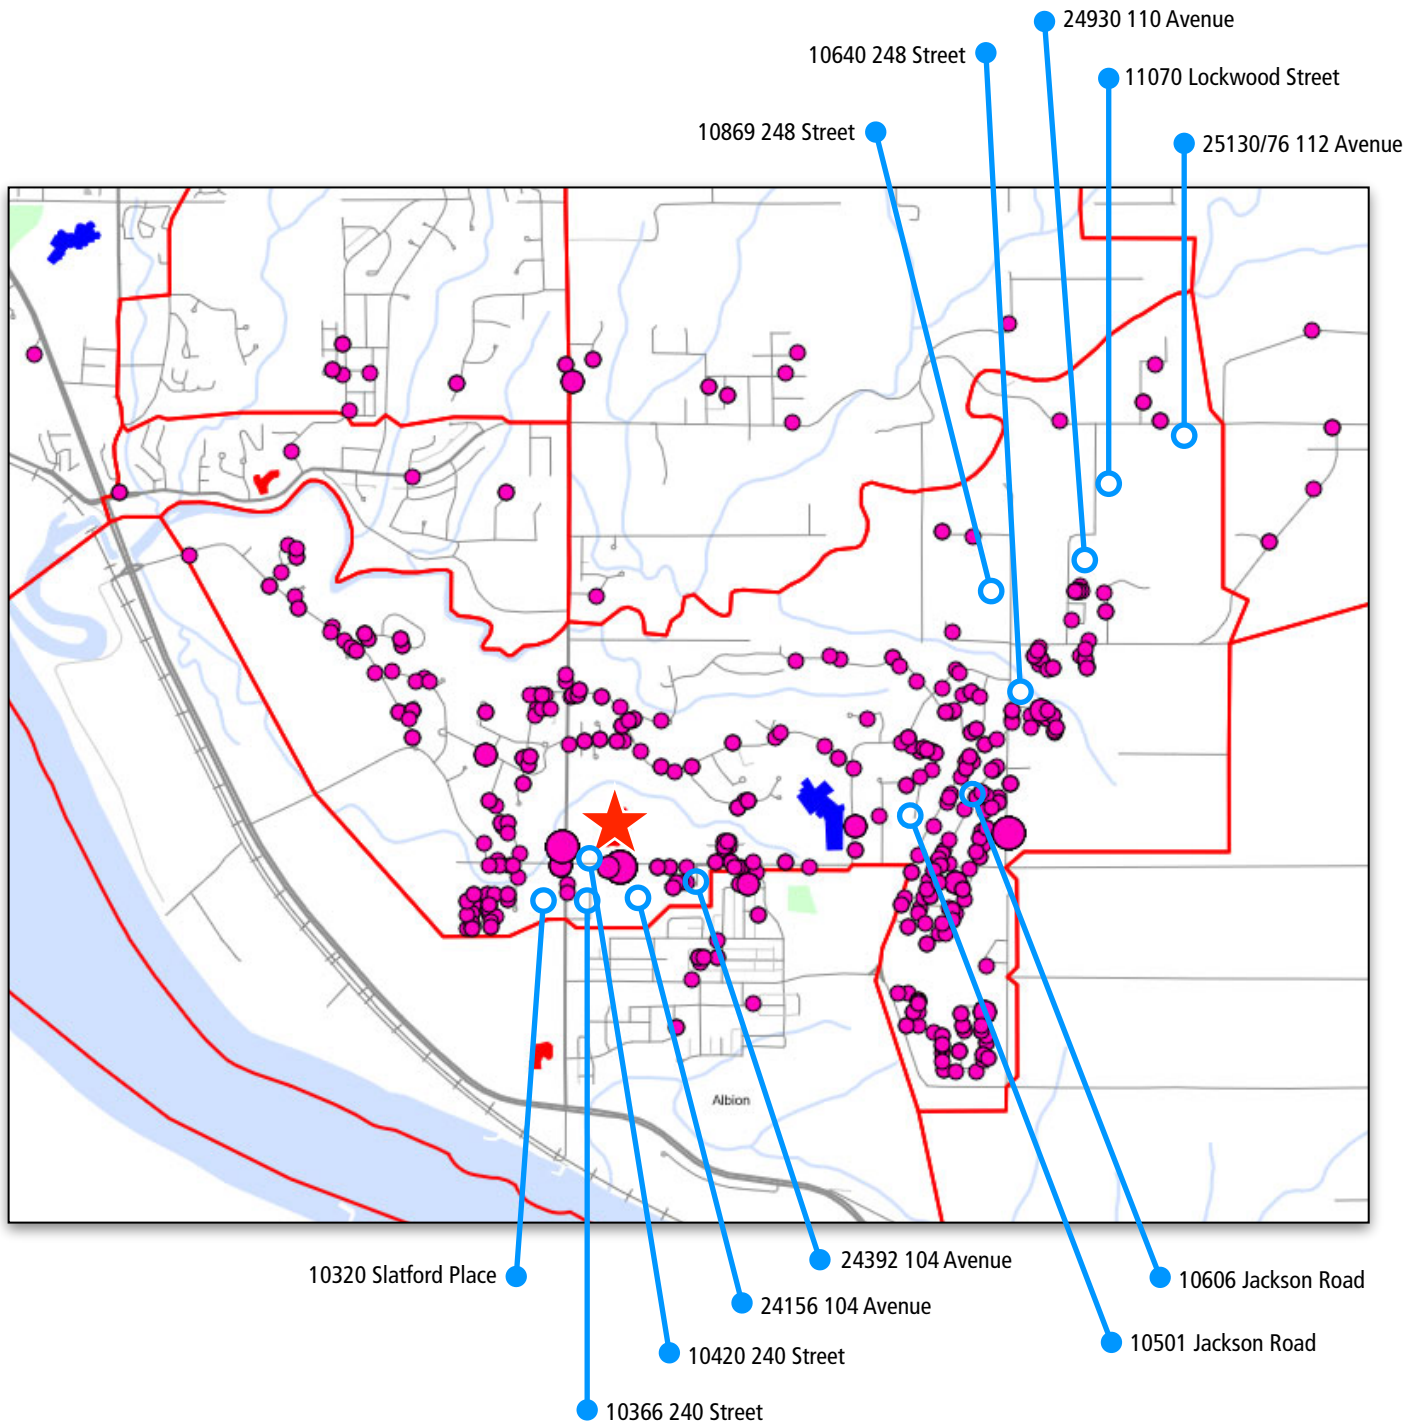 24930 110 Avenue
10640 248 Street
11070 Lockwood Street
10869 248 Street
25130/76 112 Avenue
Albion
24392 104 Avenue
10320 Slatford Place
10606 Jackson Road
24156 104 Avenue
10501 Jackson Road
10420 240 Street
10366 240 Street